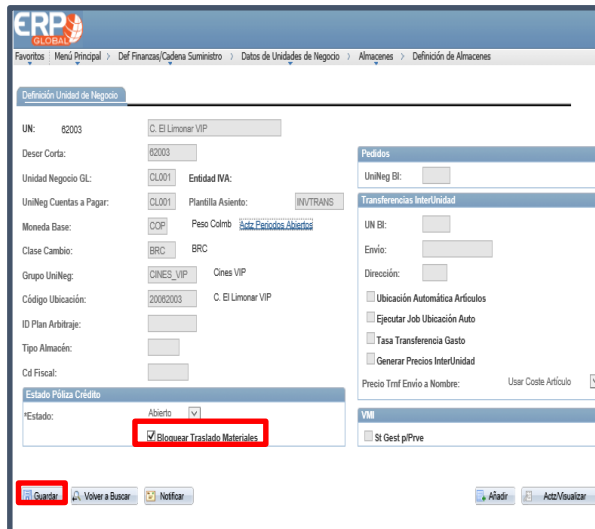 ERP
GLOBAL
Favoritos Menú Principal > Def Finanzas/Cadena Suministro > Datos de Unidades de Negocio > Almacenes > Definición de Almacenes
Definición Unidad de Negocio
UN: 62003 C. El Limonar VIP
Descr Corta: 62003
Unidad Negocio GL: CL001 Entidad IVA:
UniNeg Cuentas a Pagar: CL001 Plantilla Asiento: INVTRANS
Moneda Base: COP Peso Colmb Actz Periodos Abiertos
Clase Cambio: BRC BRC
Grupo UniNeg: CINES_VIP Cines VIP
Código Ubicación: 20062003 C. El Limonar VIP
ID Plan Arbitraje:
Tipo Almacén:
Cd Fiscal:
Estado Póliza Crédito
*Estado: Abierto
Bloquear Traslado Materiales
Pedidos
UniNeg BI:
Transferencias InterUnidad
UN BI:
Envío:
Dirección:
Ubicación Automática Artículos
Ejecutar Job Ubicación Auto
Tasa Transferencia Gasto
Generar Precios InterUnidad
Precio Trnf Envío a Nombre: Usar Coste Artículo
VMI
St Gest p/Prve
Guardar Volver a Buscar Notificar Añadir Actz/Visualizar